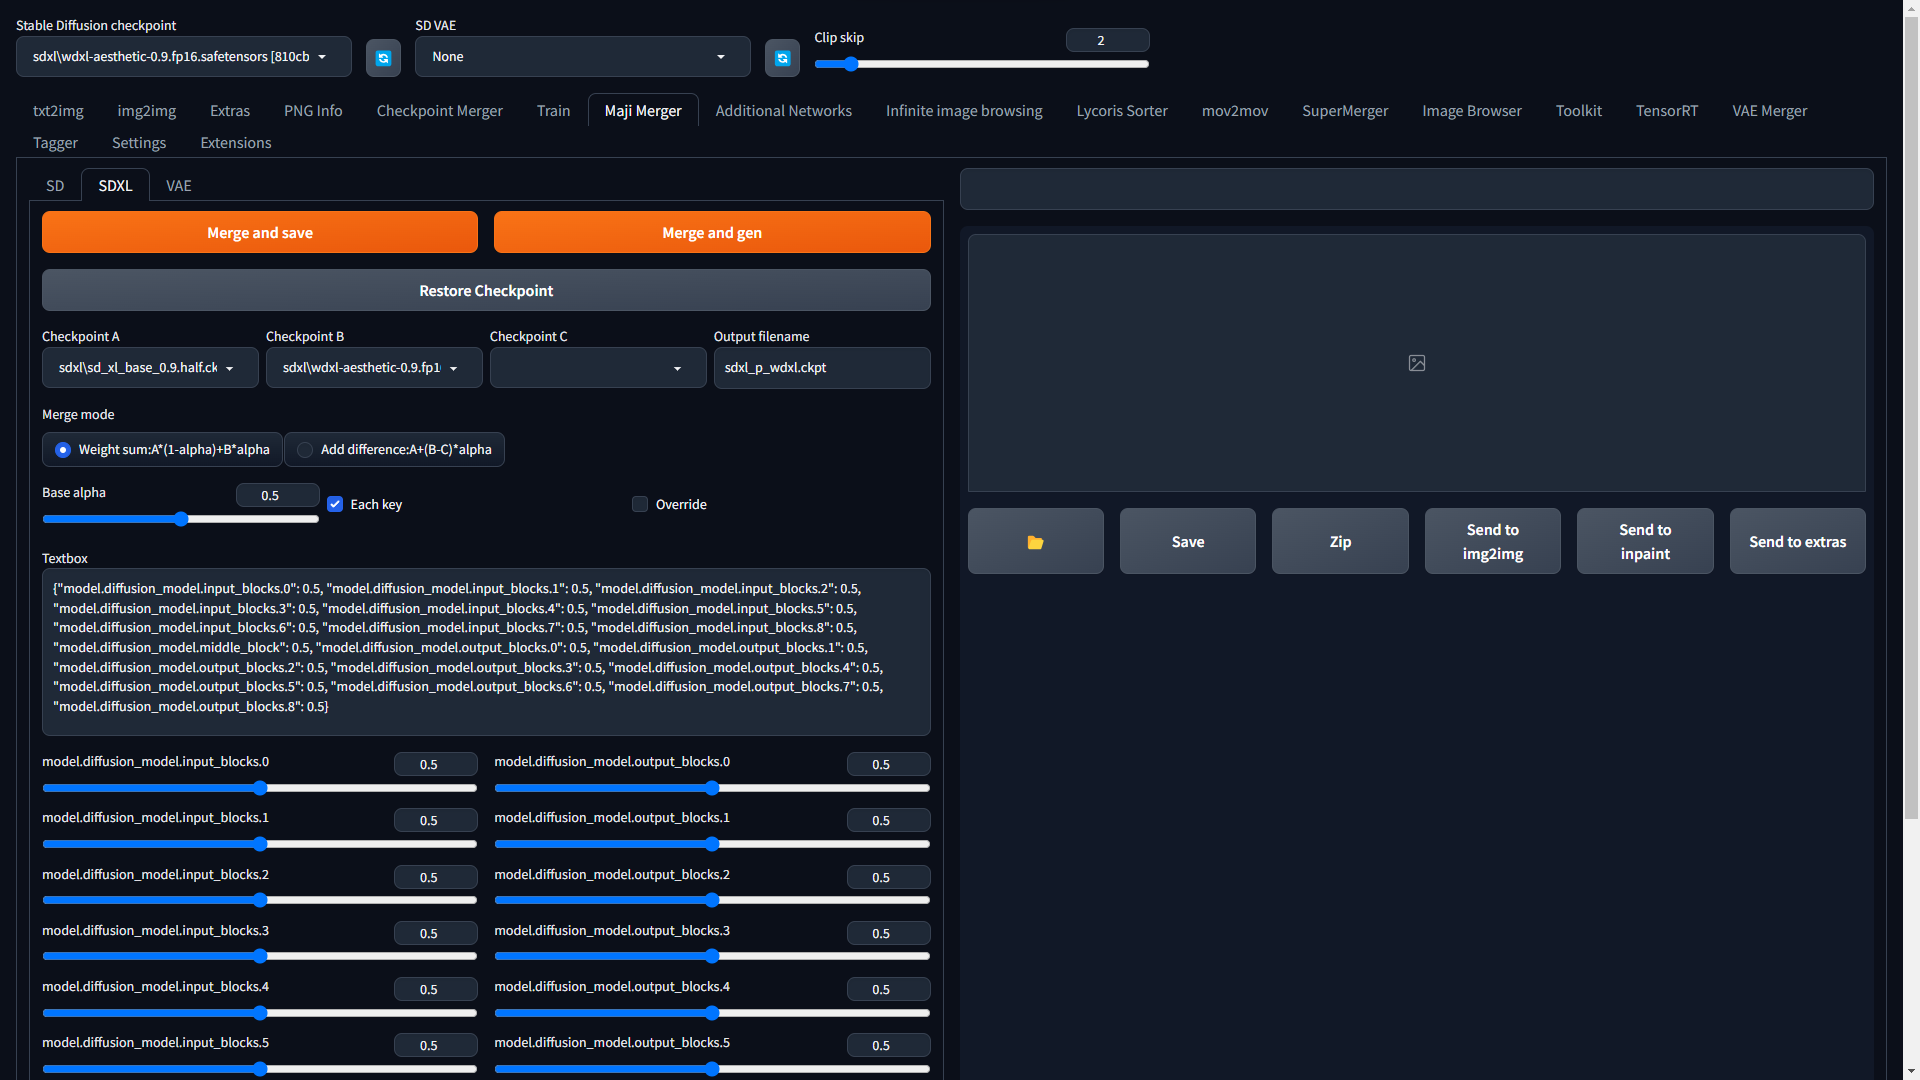 Stable Diffusion checkpoint
SD VAE
Clip skip
2
sdxl\wdxl-aesthetic-0.9.fp16.safetensors [810cb
None
txt2img img2img Extras PNG Info Checkpoint Merger Train Maji Merger Additional Networks Infinite image browsing Lycoris Sorter mov2mov SuperMerger Image Browser Toolkit TensorRT VAE Merger
Tagger Settings Extensions
SD SDXL VAE
Merge and save
Merge and gen
Restore Checkpoint
Checkpoint A
Checkpoint B
Checkpoint C
Output filename
sdxl\sd_xl_base_0.9.half.ck
sdxl\wdxl-aesthetic-0.9.fp1
sdxl_p_wdxl.ckpt
Merge mode
Weight sum:A*(1-alpha)+B*alpha
Add difference:A+(B-C)*alpha
Base alpha
0.5
Each key
Override
Textbox
{"model.diffusion_model.input_blocks.0": 0.5, "model.diffusion_model.input_blocks.1": 0.5, "model.diffusion_model.input_blocks.2": 0.5,
"model.diffusion_model.input_blocks.3": 0.5, "model.diffusion_model.input_blocks.4": 0.5, "model.diffusion_model.input_blocks.5": 0.5,
"model.diffusion_model.input_blocks.6": 0.5, "model.diffusion_model.input_blocks.7": 0.5, "model.diffusion_model.input_blocks.8": 0.5,
"model.diffusion_model.middle_block": 0.5, "model.diffusion_model.output_blocks.0": 0.5, "model.diffusion_model.output_blocks.1": 0.5,
"model.diffusion_model.output_blocks.2": 0.5, "model.diffusion_model.output_blocks.3": 0.5, "model.diffusion_model.output_blocks.4": 0.5,
"model.diffusion_model.output_blocks.5": 0.5, "model.diffusion_model.output_blocks.6": 0.5, "model.diffusion_model.output_blocks.7": 0.5,
"model.diffusion_model.output_blocks.8": 0.5}
model.diffusion_model.input_blocks.0 0.5
model.diffusion_model.output_blocks.0 0.5
model.diffusion_model.input_blocks.1 0.5
model.diffusion_model.output_blocks.1 0.5
model.diffusion_model.input_blocks.2 0.5
model.diffusion_model.output_blocks.2 0.5
model.diffusion_model.input_blocks.3 0.5
model.diffusion_model.output_blocks.3 0.5
model.diffusion_model.input_blocks.4 0.5
model.diffusion_model.output_blocks.4 0.5
model.diffusion_model.input_blocks.5 0.5
model.diffusion_model.output_blocks.5 0.5
Save
Zip
Send to
img2img
Send to
inpaint
Send to extras